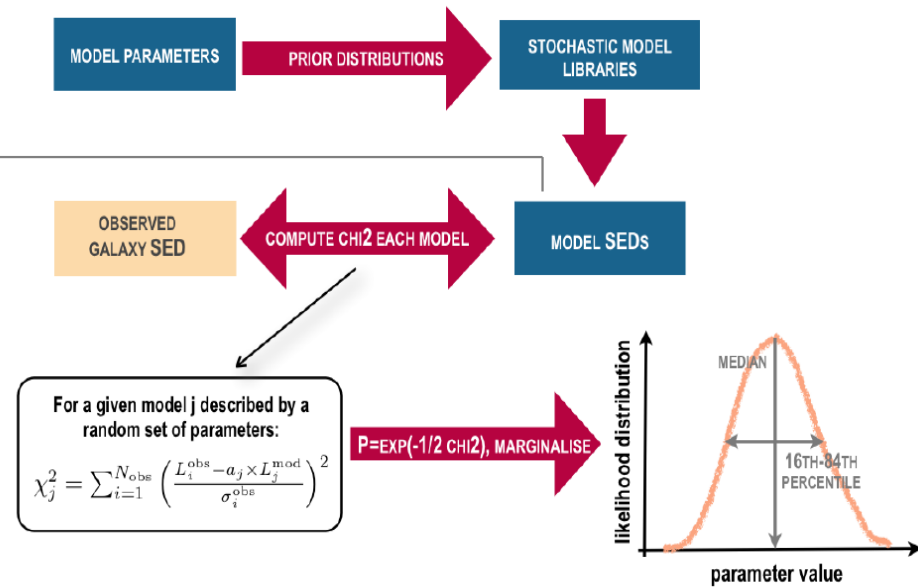 MODEL PARAMETERS
PRIOR DISTRIBUTIONS
STOCHASTIC MODEL
LIBRARIES
OBSERVED
GALAXY SED
COMPUTE CHI2 EACH MODEL
MODEL SEDS
For a given model j described by a
random set of parameters:
χ_j^2 = ∑_{i=1}^{N_obs} ( (L_i^obs − a_j × L_j^mod) / σ_i^obs )^2
P=EXP(-1/2 CHI2), MARGINALISE
likelihood distribution
MEDIAN
16TH-84TH
PERCENTILE
parameter value